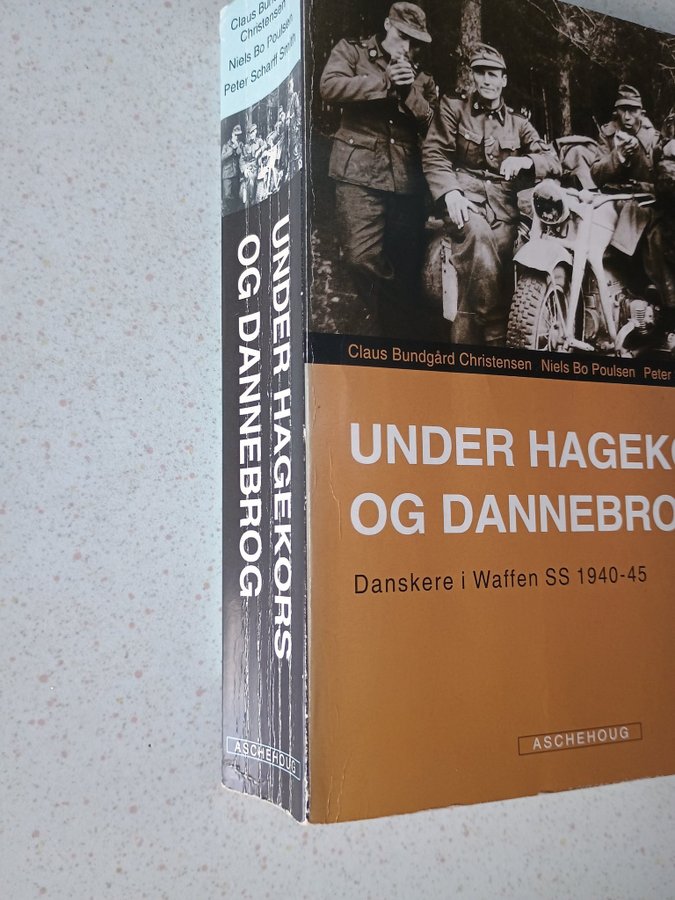 Claus Bund
Christensen
Niels Bo Poulsen
Peter Scharff Smith
UNDER HAGEKORS
OG DANNEBROG
ASCHEHOUG
Claus Bundgård Christensen Niels Bo Poulsen Peter
UNDER HAGEKO
OG DANNEBRO
Danskere i Waffen SS 1940-45
ASCHEHOUG